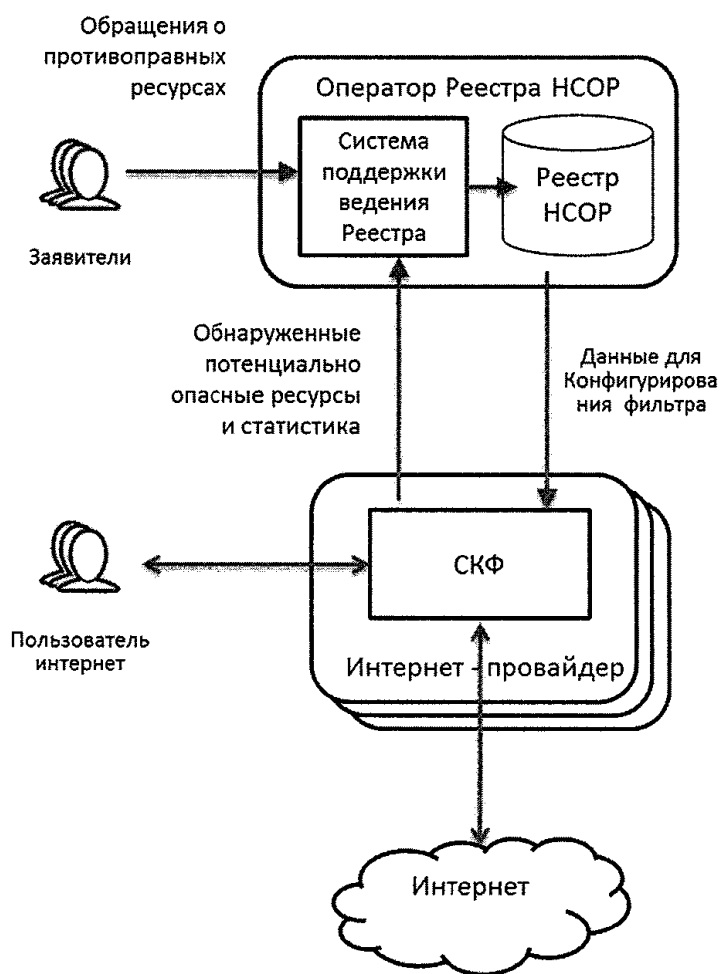 Обращения о
противоправных
ресурсах
Оператор Реестра НСОР
Система
поддержки
ведения
Реестра
Реестр
НСОР
Заявители
Обнаруженные
потенциально
опасные ресурсы
и статистика
Данные для
Конфигурирова
ния фильтра
СКФ
Пользователь
интернет
Интернет - провайдер
Интернет